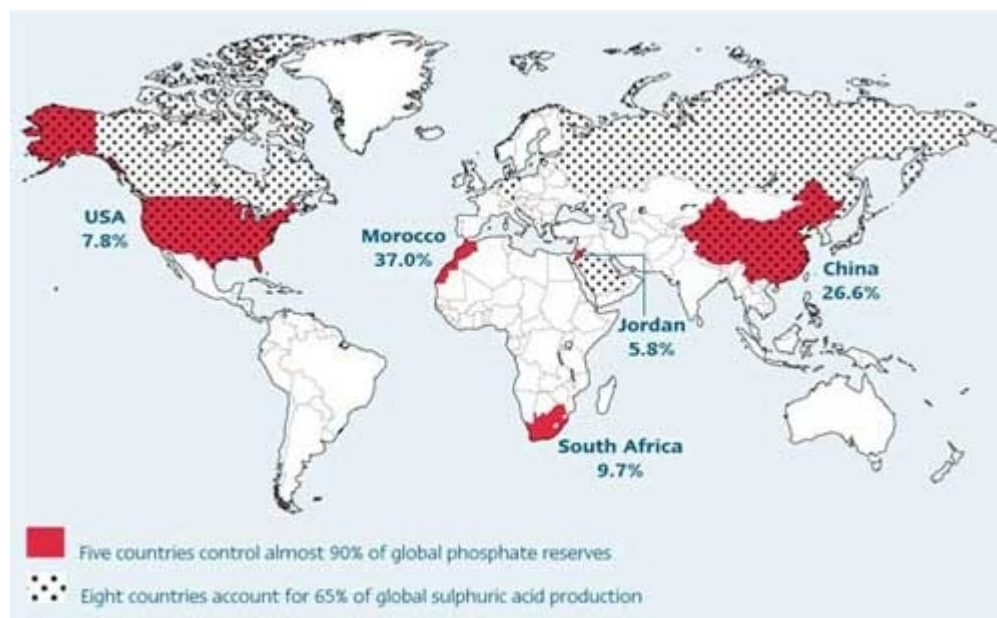 USA
7.8%
Morocco
37.0%
China
26.6%
Jordan
5.8%
South Africa
9.7%
Five countries control almost 90% of global phosphate reserves
Eight countries account for 65% of global sulphuric acid production